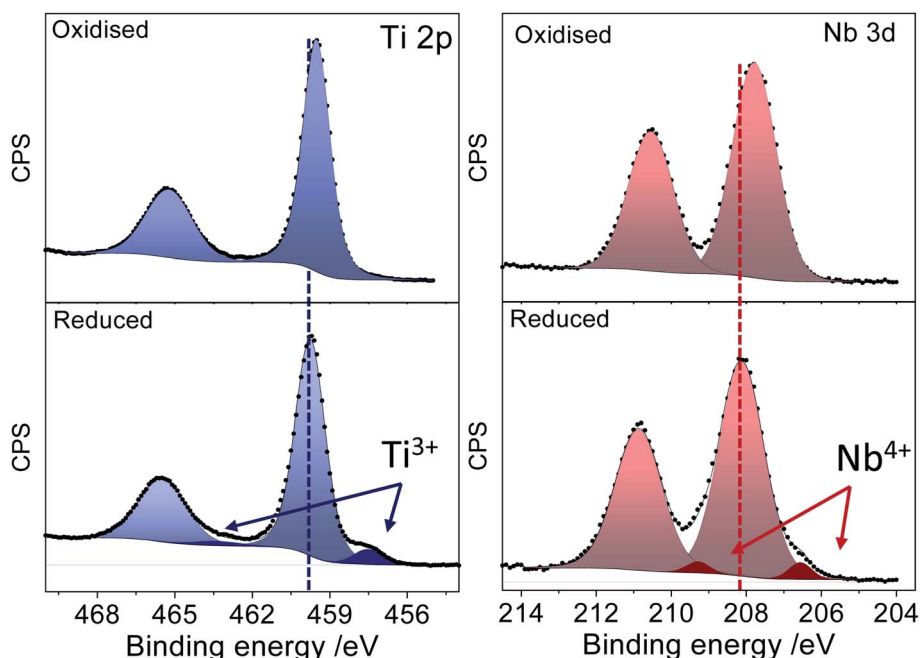 Oxidised
Ti 2p
CPS
Reduced
Ti3+
CPS
468 465 462 459 456
Binding energy /eV
Oxidised
Nb 3d
CPS
Reduced
Nb4+
CPS
214 212 210 208 206 204
Binding energy /eV